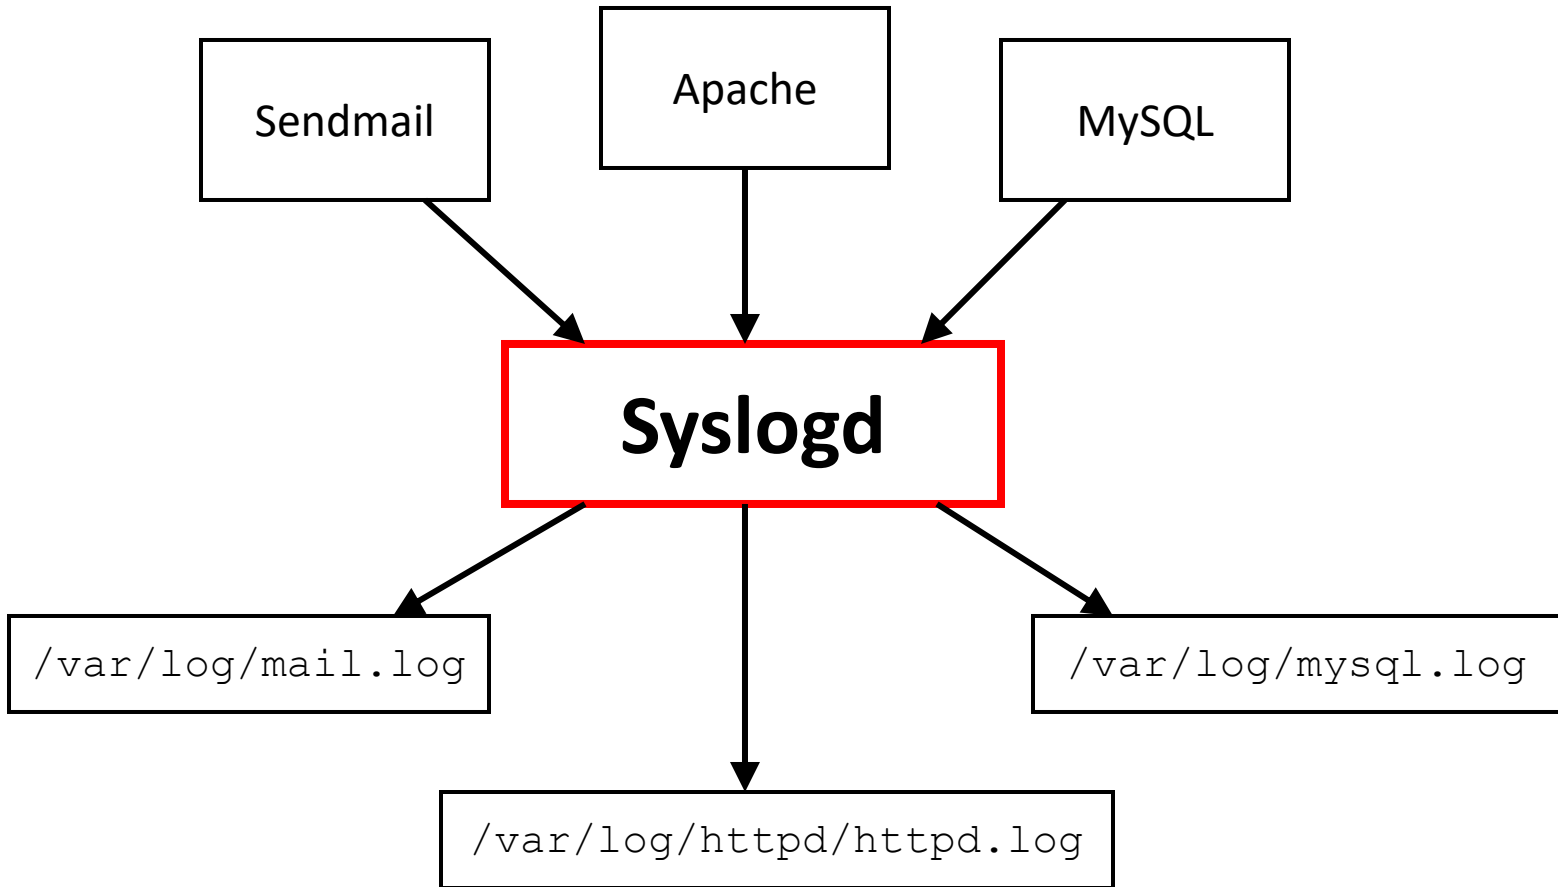 Sendmail
Apache
MySQL
Syslogd
/var/log/mail.log
/var/log/mysql.log
/var/log/httpd/httpd.log